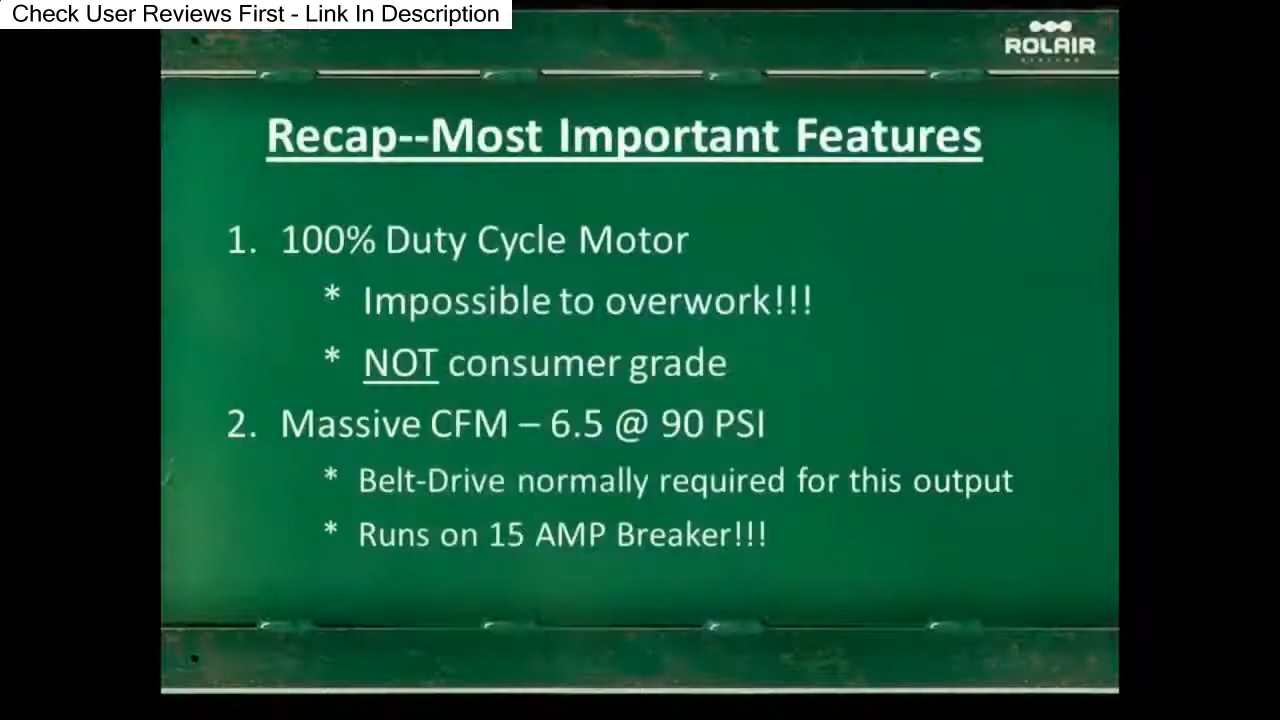 Check User Reviews First - Link In Description
ROLAIR
SYSTEMS
Recap--Most Important Features
1. 100% Duty Cycle Motor
* Impossible to overwork!!!
* NOT consumer grade
2. Massive CFM – 6.5 @ 90 PSI
* Belt-Drive normally required for this output
* Runs on 15 AMP Breaker!!!